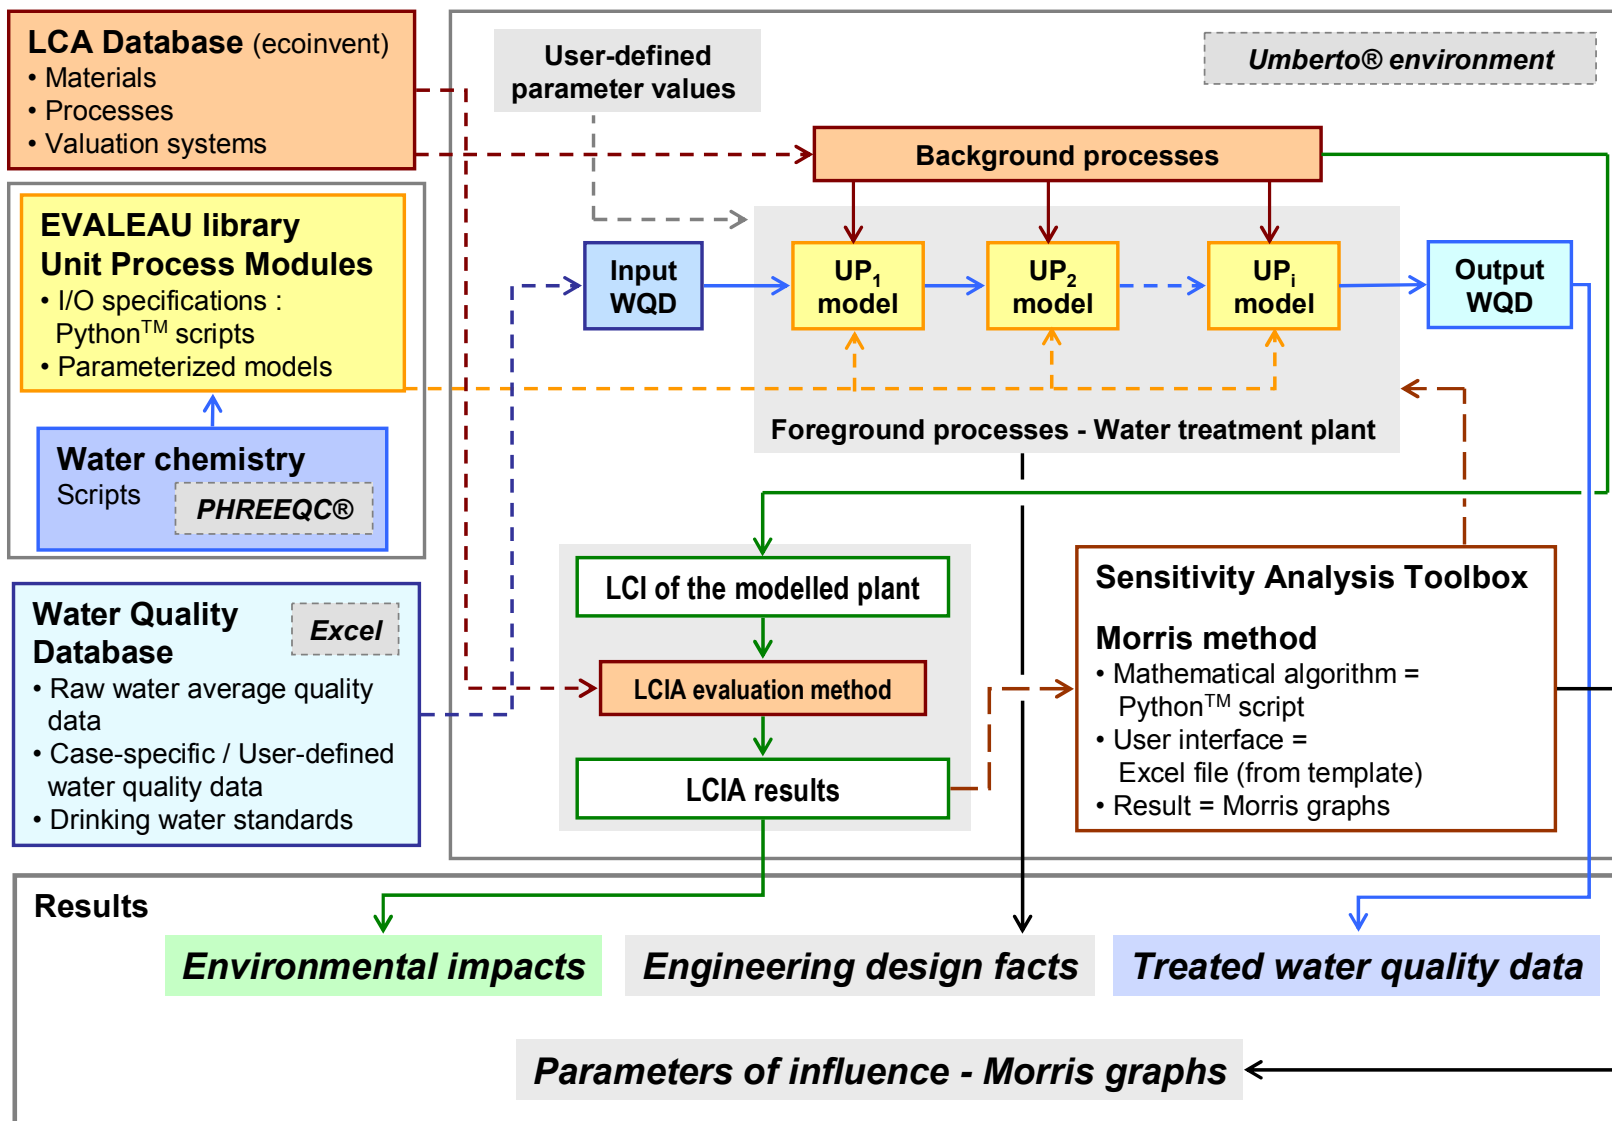 LCA Database (ecoinvent)
• Materials
• Processes
• Valuation systems
EVALEAU library
Unit Process Modules
• I/O specifications :
Python™ scripts
• Parameterized models
Water chemistry
Scripts
PHREEQC®
Water Quality
Database
Excel
• Raw water average quality
data
• Case-specific / User-defined
water quality data
• Drinking water standards
User-defined
parameter values
Umberto® environment
Background processes
Input
WQD
UP1
model
UP2
model
UPi
model
Output
WQD
Foreground processes - Water treatment plant
LCI of the modelled plant
LCIA evaluation method
LCIA results
Sensitivity Analysis Toolbox
Morris method
• Mathematical algorithm =
Python™ script
• User interface =
Excel file (from template)
• Result = Morris graphs
Results
Environmental impacts
Engineering design facts
Treated water quality data
Parameters of influence - Morris graphs